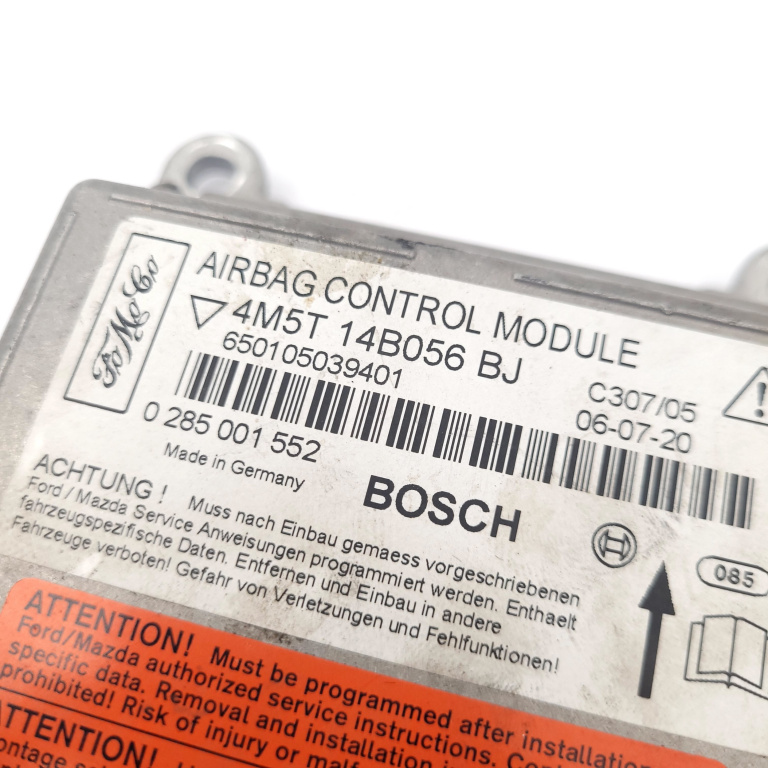 FoMoCo
AIRBAG CONTROL MODULE
4M5T 14B056 BJ
650105039401
C307/05
06-07-20
0 285 001 552
Made in Germany
BOSCH
085
ACHTUNG ! Muss nach Einbau gemaess vorgeschriebenen
Ford / Mazda Service Anweisungen programmiert werden. Enthaelt
fahrzeugspezifische Daten. Entfernen und Einbau in andere
Fahrzeuge verboten! Gefahr von Verletzungen und Fehlfunktionen!
ATTENTION! Must be programmed after installation
Ford/Mazda authorized service instructions.
specific data. Removal and installation in
prohibited! Risk of injury or
ATTENTION!